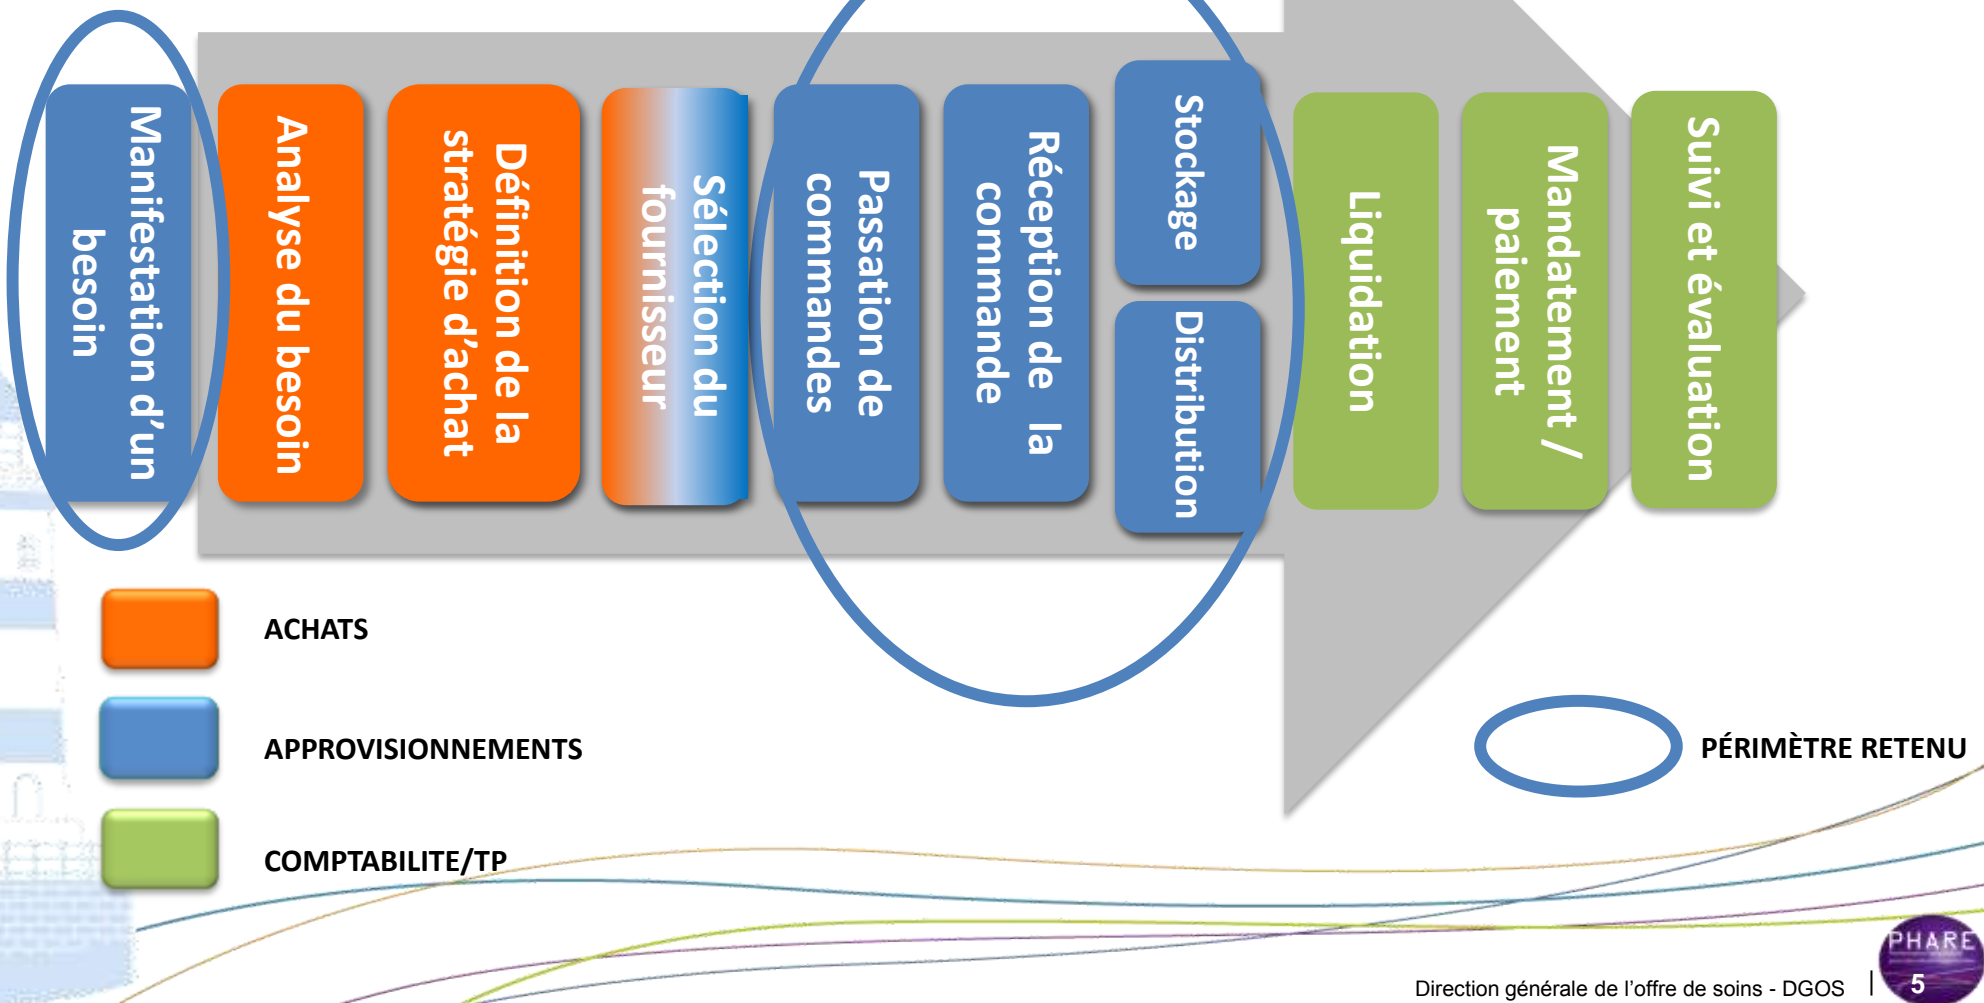 Manifestation d'un
besoin
Analyse du besoin
Définition de la
stratégie d'achat
Sélection du
fournisseur
Passation de
commandes
Réception de la
commande
Stockage
Distribution
Liquidation
Mandatement /
paiement
Suivi et évaluation
ACHATS
APPROVISIONNEMENTS
COMPTABILITE/TP
PÉRIMÈTRE RETENU
Direction générale de l'offre de soins - DGOS |
PHARE
5